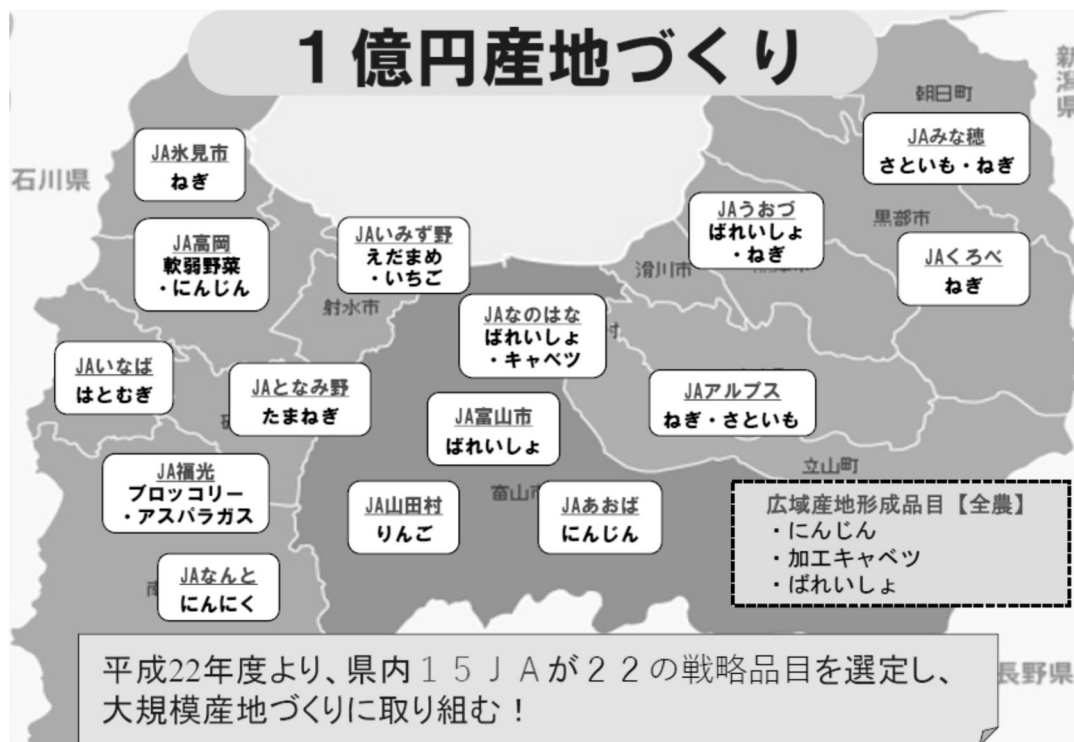 1億円産地づくり
新潟県
朝日町
JA氷見市
ねぎ
JAみな穂
さといも・ねぎ
石川県
JA高岡
軟弱野菜
・にんじん
JAいみず野
えだまめ
・いちご
JAうおづ
ばれいしょ
・ねぎ
黒部市
JAくろべ
ねぎ
滑川市
射水市
JAなのはな
ばれいしょ
・キャベツ
村
JAいなば
はとむぎ
JAとなみ野
たまねぎ
JAアルプス
ねぎ・さといも
JA富山市
ばれいしょ
立山町
JA福光
ブロッコリー
・アスパラガス
JA山田村
りんご
富山市
JAあおば
にんじん
広域産地形成品目【全農】
・にんじん
・加工キャベツ
・ばれいしょ
JAなんと
にんにく
南
平成22年度より、県内15JAが22の戦略品目を選定し、
大規模産地づくりに取り組む！
長野県